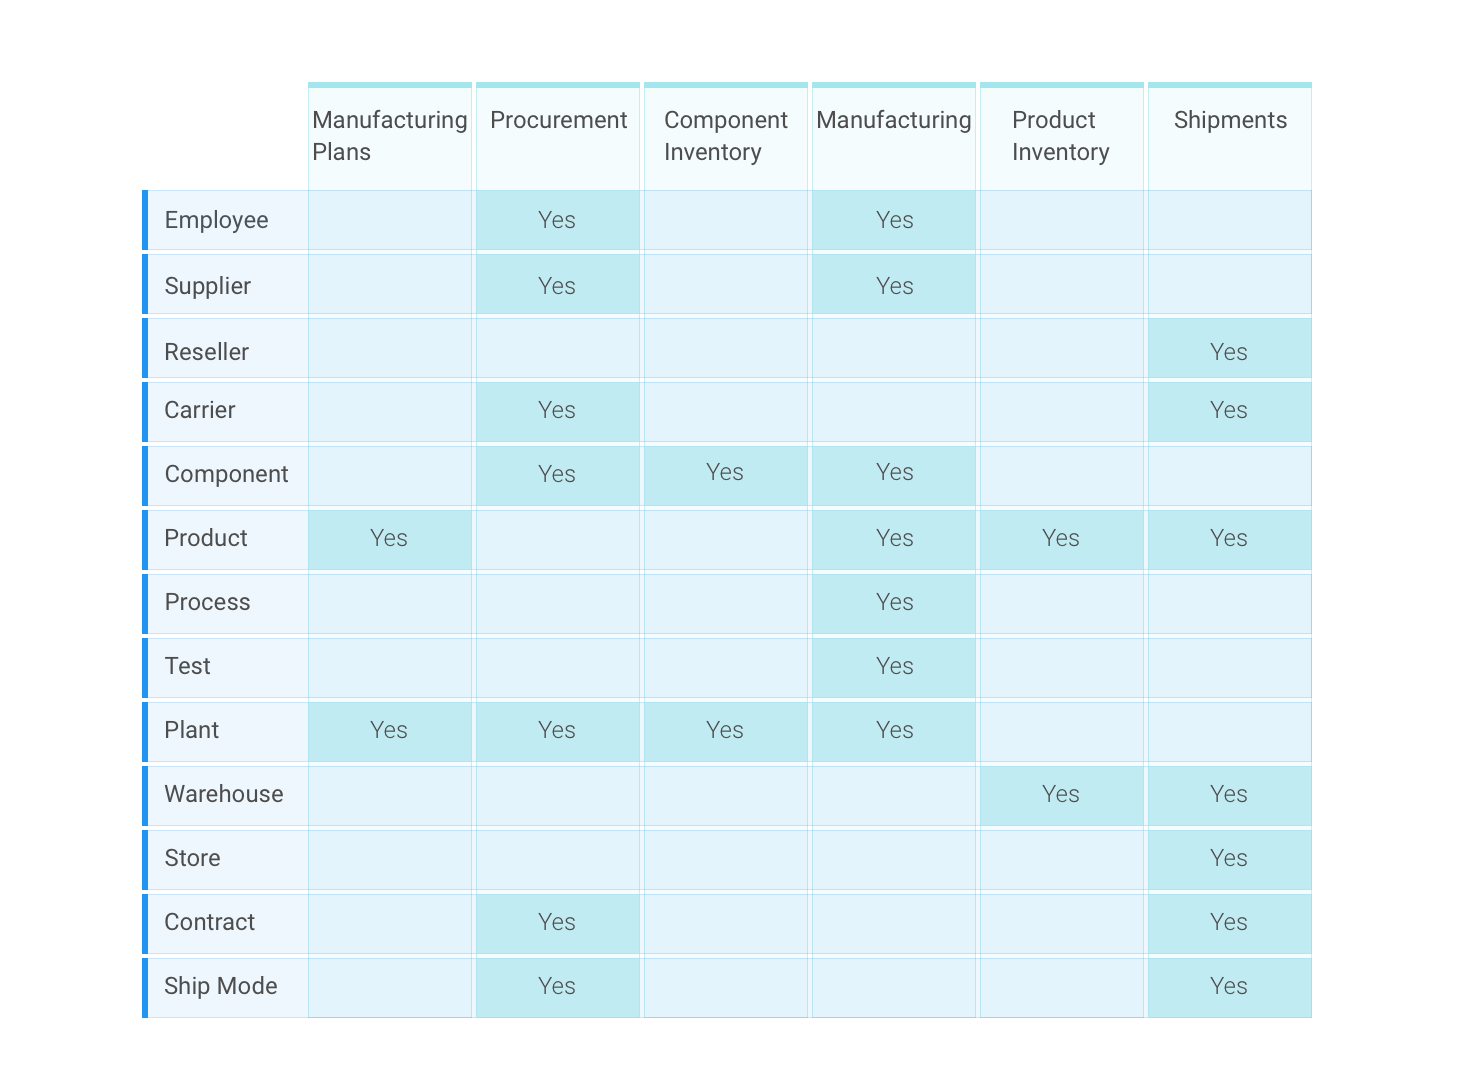 Manufacturing Procurement Component Manufacturing Product Shipments
Plans Inventory Inventory
Employee Yes Yes
Supplier Yes Yes
Reseller Yes
Carrier Yes Yes
Component Yes Yes Yes
Product Yes Yes Yes Yes
Process Yes
Test Yes
Plant Yes Yes Yes Yes
Warehouse Yes Yes
Store Yes
Contract Yes Yes
Ship Mode Yes Yes